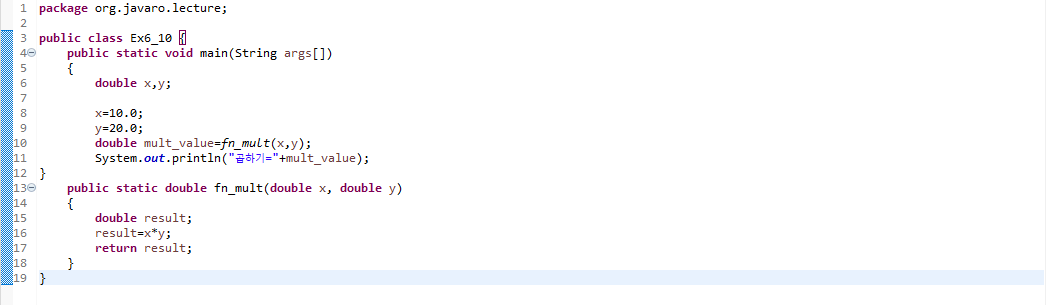 1 package org.javaro.lecture;
2
3 public class Ex6_10 {
4 public static void main(String args[])
5 {
6 double x,y;
7
8 x=10.0;
9 y=20.0;
10 double mult_value=fn_mult(x,y);
11 System.out.println("곱하기="+mult_value);
12 }
13 public static double fn_mult(double x, double y)
14 {
15 double result;
16 result=x*y;
17 return result;
18 }
19 }